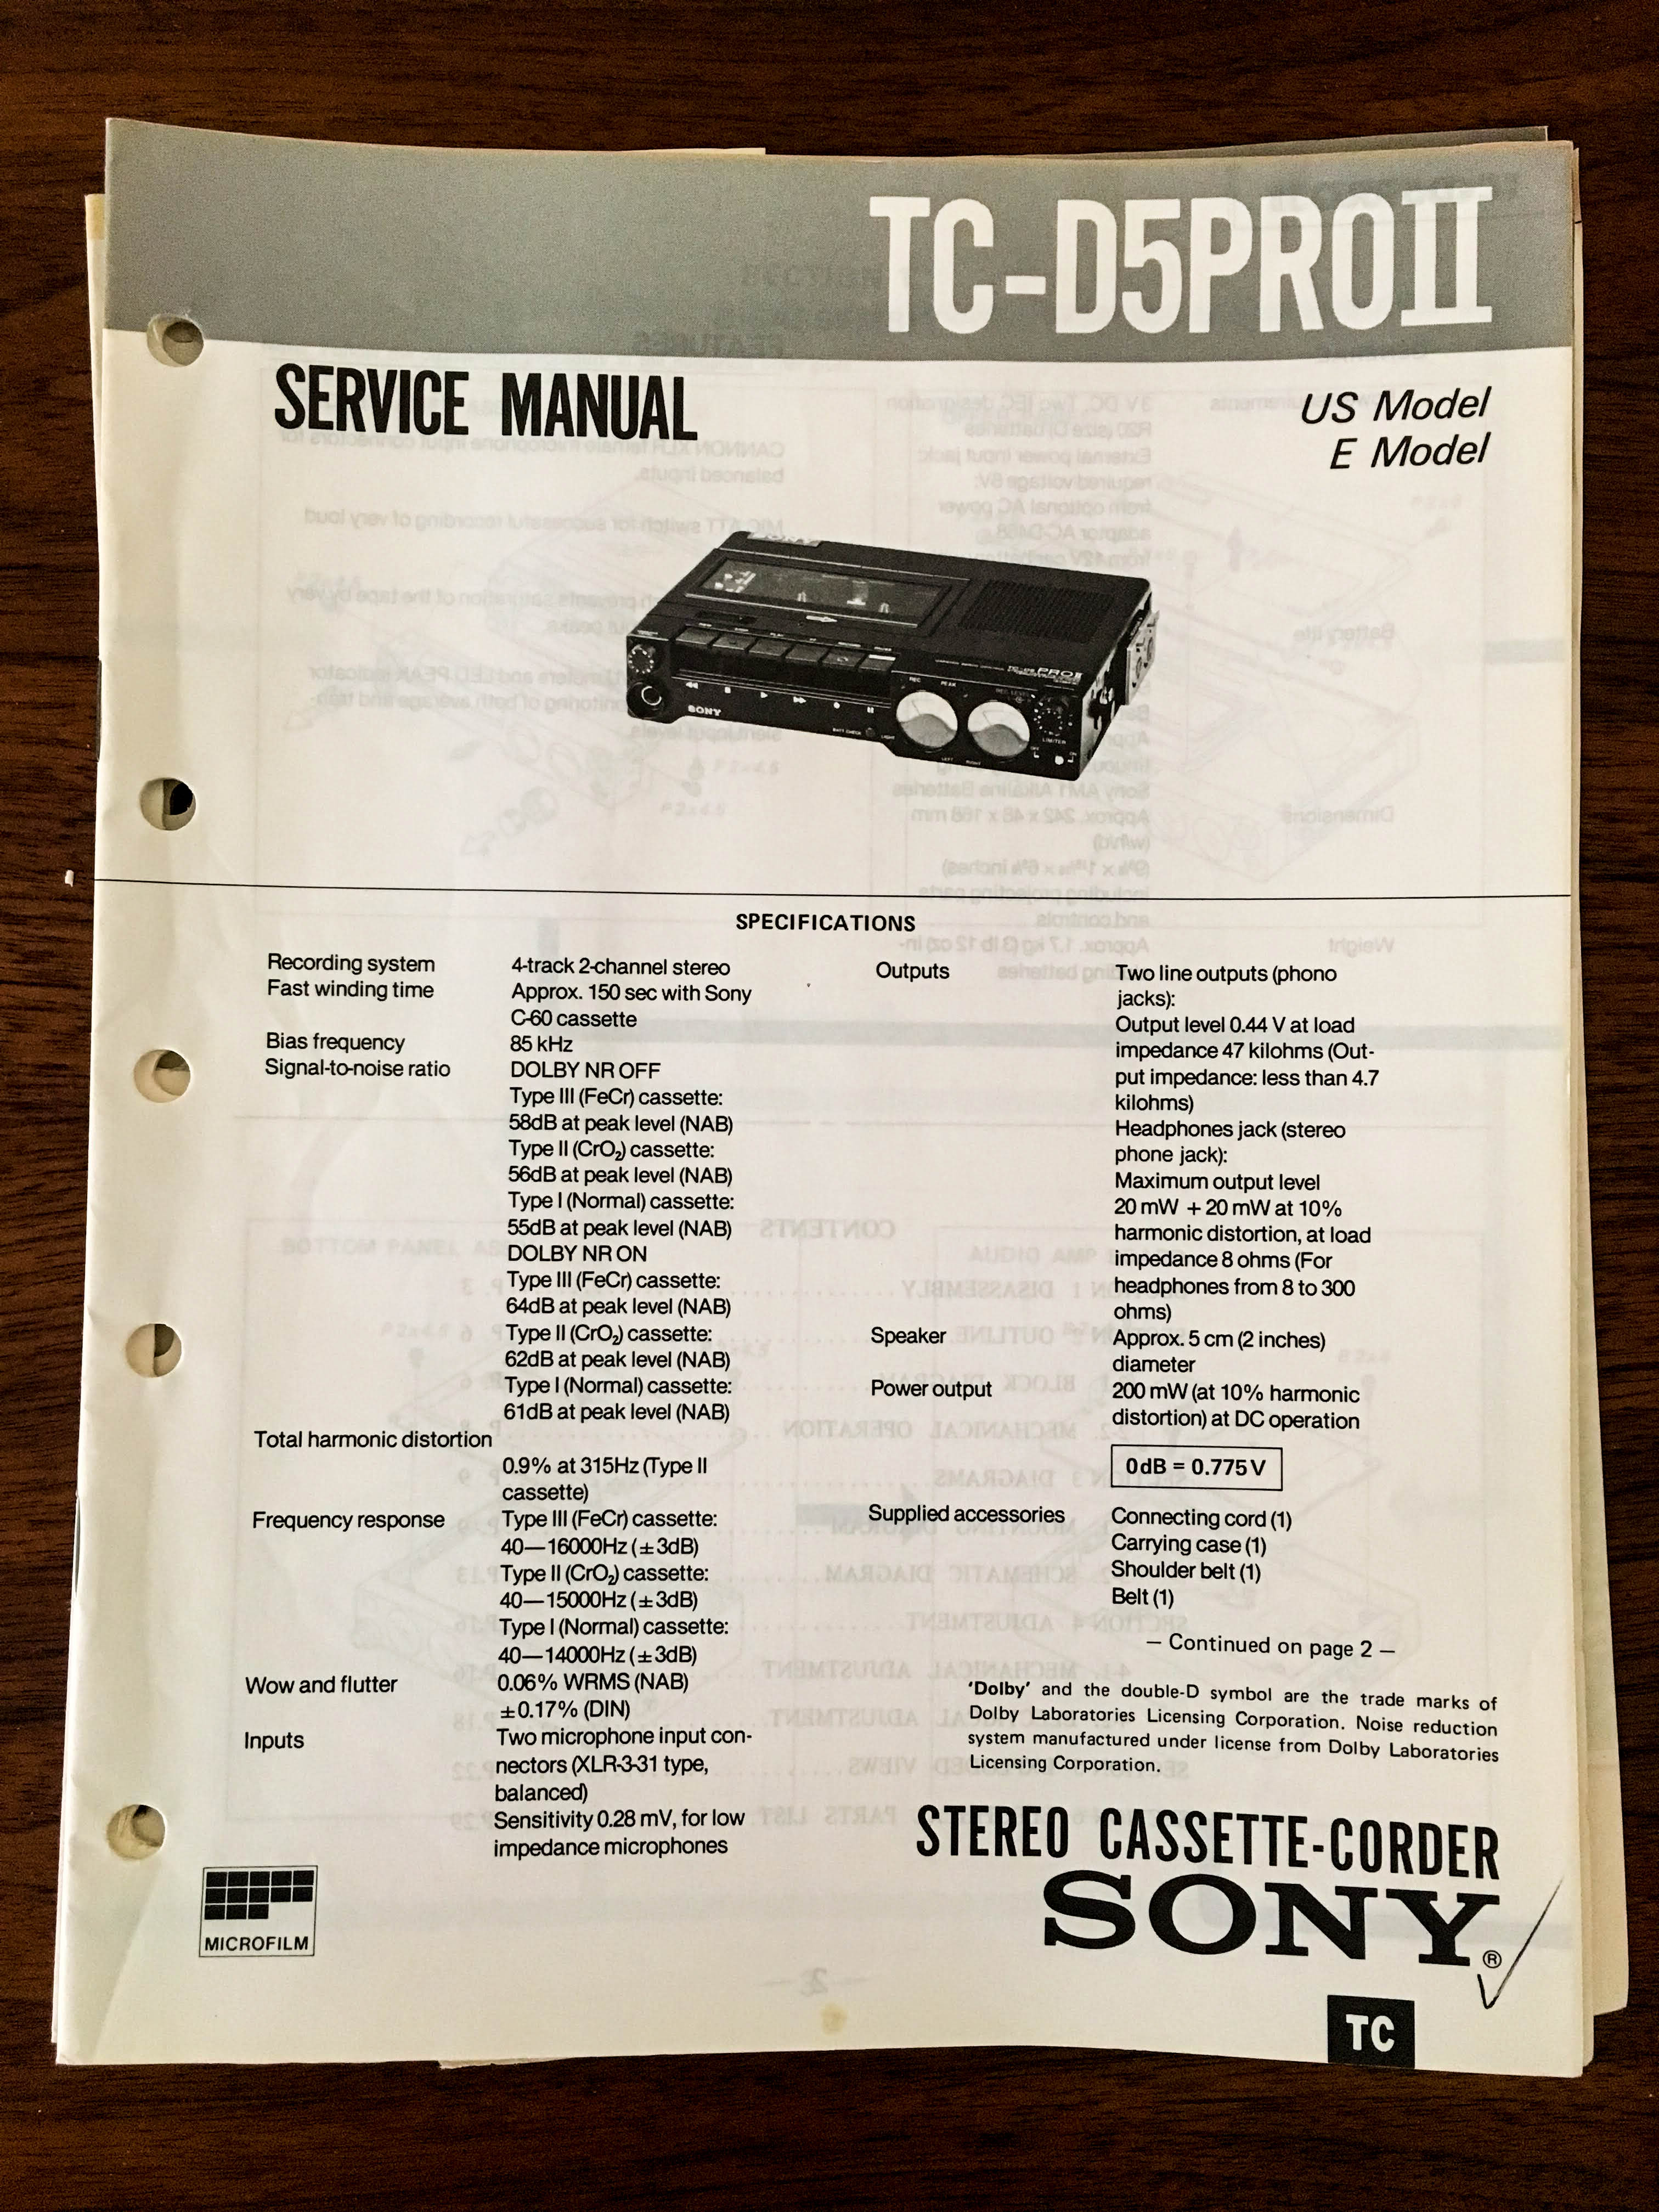 TC-D5PROII
SERVICE MANUAL
US Model
E Model
SONY
SPECIFICATIONS
Recording system 4-track 2-channel stereo
Fast winding time Approx. 150 sec with Sony
C-60 cassette
Bias frequency 85 kHz
Signal-to-noise ratio DOLBY NR OFF
Type III (FeCr) cassette:
58dB at peak level (NAB)
Type II (CrO₂) cassette:
56dB at peak level (NAB)
Type I (Normal) cassette:
55dB at peak level (NAB)
DOLBY NR ON
Type III (FeCr) cassette:
64dB at peak level (NAB)
Type II (CrO₂) cassette:
62dB at peak level (NAB)
Type I (Normal) cassette:
61dB at peak level (NAB)
Total harmonic distortion
0.9% at 315Hz (Type II
cassette)
Frequency response Type III (FeCr) cassette:
40—16000Hz (±3dB)
Type II (CrO₂) cassette:
40—15000Hz (±3dB)
Type I (Normal) cassette:
40—14000Hz (±3dB)
Wow and flutter 0.06% WRMS (NAB)
±0.17% (DIN)
Inputs Two microphone input con-
nectors (XLR-3-31 type,
balanced)
Sensitivity 0.28 mV, for low
impedance microphones
Outputs Two line outputs (phono
jacks):
Output level 0.44 V at load
impedance 47 kilohms (Out-
put impedance: less than 4.7
kilohms)
Headphones jack (stereo
phone jack):
Maximum output level
20 mW + 20 mW at 10%
harmonic distortion, at load
impedance 8 ohms (For
headphones from 8 to 300
ohms)
Speaker Approx. 5 cm (2 inches)
diameter
Power output 200 mW (at 10% harmonic
distortion) at DC operation
0dB = 0.775V
Supplied accessories Connecting cord (1)
Carrying case (1)
Shoulder belt (1)
Belt (1)
— Continued on page 2 —
'Dolby' and the double-D symbol are the trade marks of
Dolby Laboratories Licensing Corporation. Noise reduction
system manufactured under license from Dolby Laboratories
Licensing Corporation.
STEREO CASSETTE-CORDER
SONY®
MICROFILM
TC